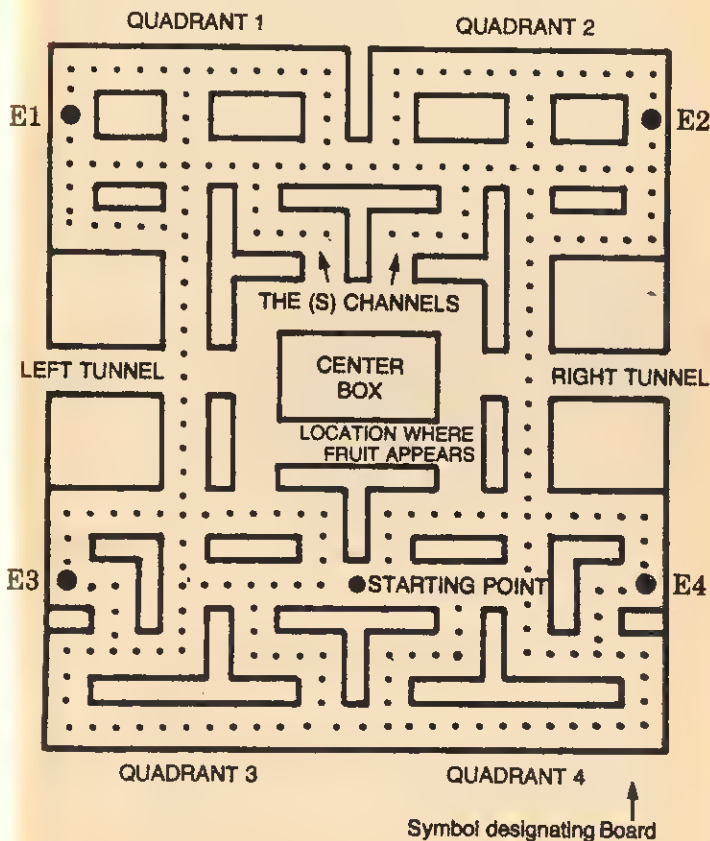 QUADRANT 1 QUADRANT 2
E1 E2
THE (S) CHANNELS
LEFT TUNNEL CENTER BOX RIGHT TUNNEL
LOCATION WHERE
FRUIT APPEARS
E3 STARTING POINT E4
QUADRANT 3 QUADRANT 4
Symbol designating Board